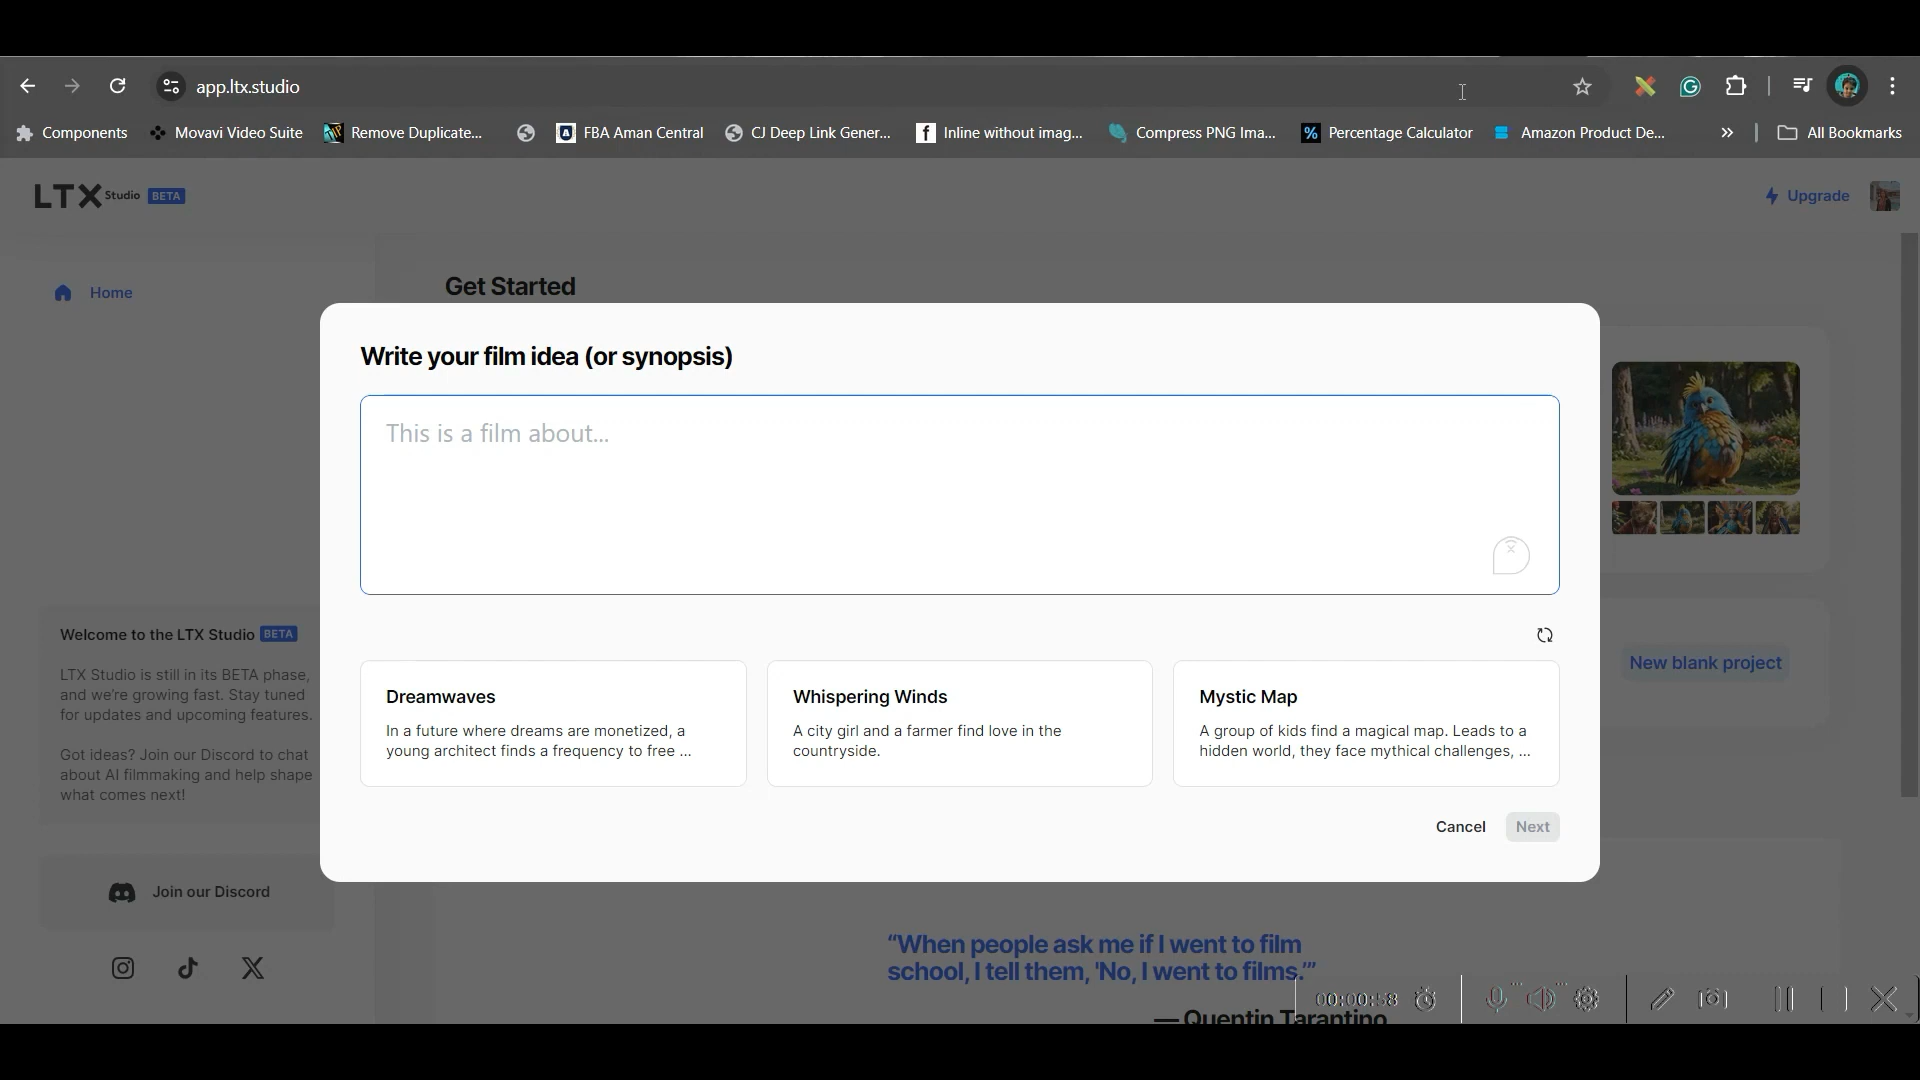 app.ltx.studio
Components
Movavi Video Suite
Remove Duplicate...
FBA Aman Central
CJ Deep Link Gener...
Inline without imag...
Compress PNG Ima...
Percentage Calculator
Amazon Product De...
»
All Bookmarks
LTX Studio BETA
Upgrade
Home
Get Started
Write your film idea (or synopsis)
This is a film about...
Welcome to the LTX Studio BETA
LTX Studio is still in its BETA phase,
and we're growing fast. Stay tuned
for updates and upcoming features.
Got ideas? Join our Discord to chat
about AI filmmaking and help shape
what comes next!
New blank project
Dreamwaves
In a future where dreams are monetized, a
young architect finds a frequency to free ...
Whispering Winds
A city girl and a farmer find love in the
countryside.
Mystic Map
A group of kids find a magical map. Leads to a
hidden world, they face mythical challenges, ...
Cancel
Next
Join our Discord
“When people ask me if I went to film
school, I tell them, 'No, I went to films.'”
— Quentin Tarantino
00:00:58